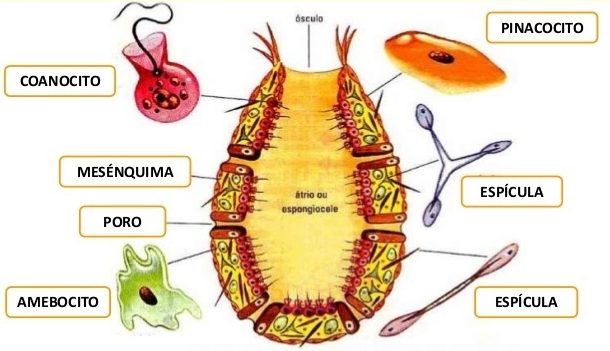 ósculo
PINACOCITO
COANOCITO
MESÉNQUIMA
átrio ou
espongiocele
ESPÍCULA
PORO
AMEBOCITO
ESPÍCULA